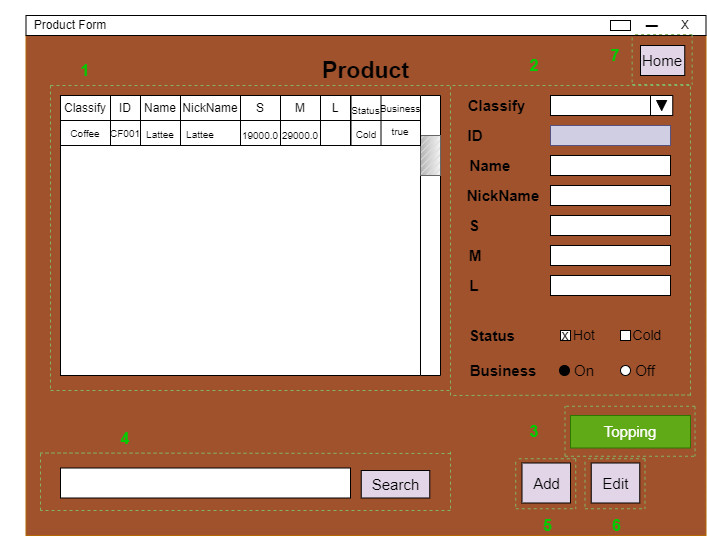 Product Form X
7
Home
1
Product
2
Classify ID Name NickName S M L Status Business
Coffee CF001 Lattee Lattee 19000.0 29000.0 Cold true
Classify ▼
ID
Name
NickName
S
M
L
Status X Hot Cold
Business On Off
3
Topping
4
Search
Add
Edit
5
6